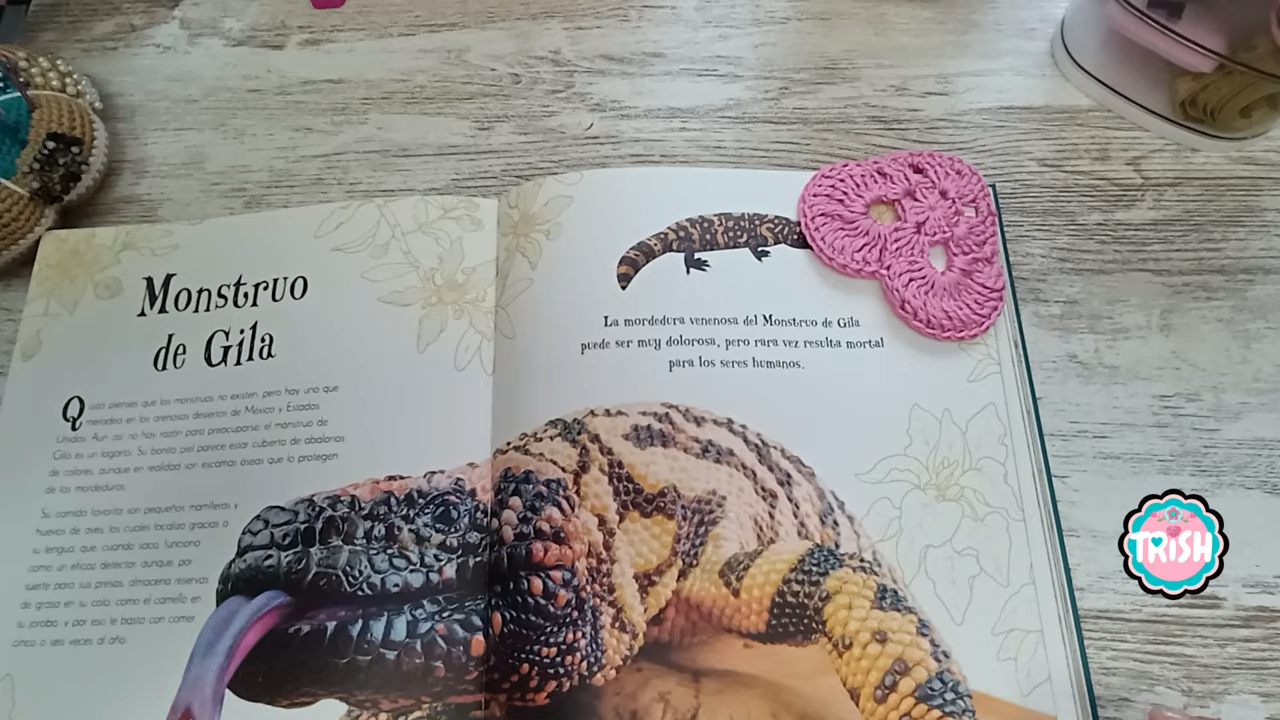 Monstruo
de Gila
Quizá pienses que los monstruos no existen, pero hay uno que
merodea en los arenosos desiertos de México y Estados
Unidos. Aun así, no hay razón para preocuparse: el monstruo de
Gila es un lagarto. Su bonita piel parece estar cubierta de abalorios
de colores, aunque en realidad son escamas óseas que lo protegen
de las mordeduras.
Su comida favorita son pequeños mamíferos y
huevos de aves, los cuales localiza gracias a
su lengua, que, cuando saca, funciona
como un eficaz detector, aunque, por
suerte para sus presas, almacena reservas
de grasa en su cola, como el camello en
su joroba, y por eso le basta con comer
cinco o seis veces al año.
La mordedura venenosa del Monstruo de Gila
puede ser muy dolorosa, pero rara vez resulta mortal
para los seres humanos.
TRISH